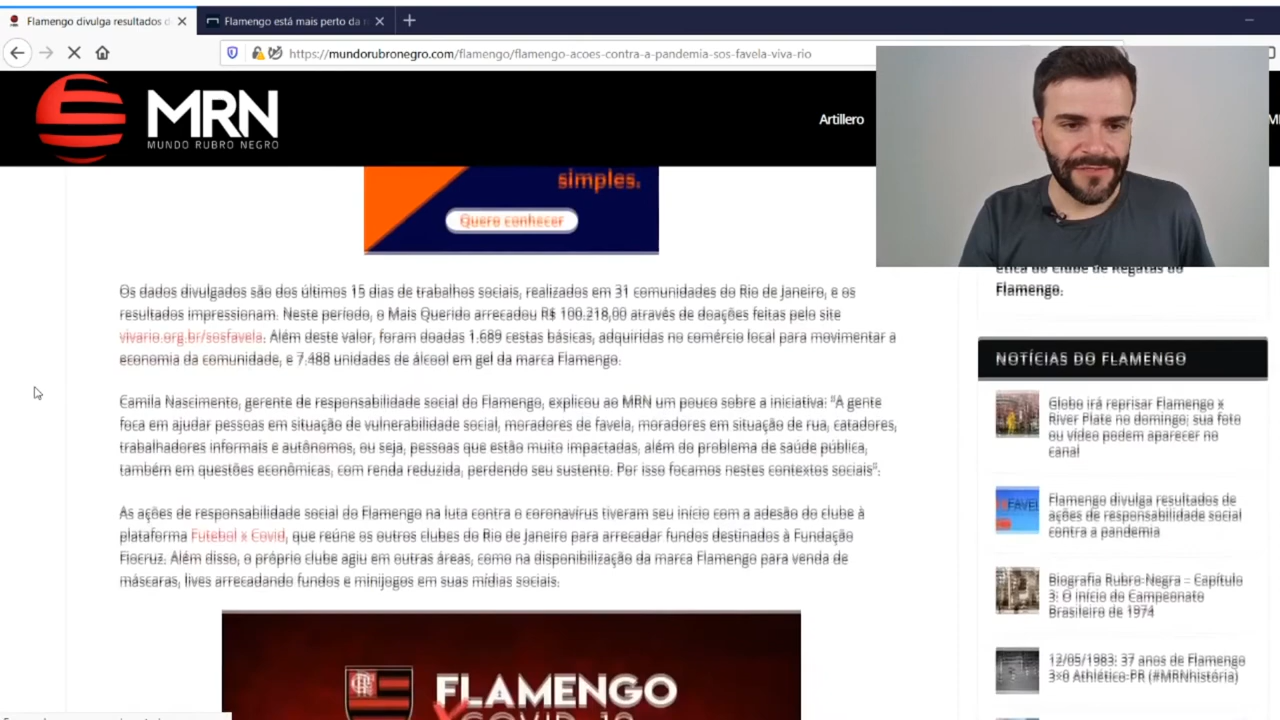 Flamengo divulga resultados d
Flamengo está mais perto da r
https://mundorubronegro.com/flamengo/flamengo-acoes-contra-a-pandemia-sos-favela-viva-rio
MRN
MUNDO RUBRO NEGRO
Artillero
simples.
Quero conhecer
Os dados divulgados são dos últimos 15 dias de trabalhos sociais, realizados em 31 comunidades do Rio de Janeiro, e os
resultados impressionam. Neste período, o Mais Querido arrecadou R$ 100.218,00 através de doações feitas pelo site
vivario.org.br/sosfavela. Além deste valor, foram doadas 1.689 cestas básicas, adquiridas no comércio local para movimentar a
economia da comunidade, e 7.488 unidades de álcool em gel da marca Flamengo.
Camila Nascimento, gerente de responsabilidade social do Flamengo, explicou ao MRN um pouco sobre a iniciativa: "A gente
foca em ajudar pessoas em situação de vulnerabilidade social, moradores de favela, moradores em situação de rua, catadores,
trabalhadores informais e autônomos, ou seja, pessoas que estão muito impactadas, além do problema de saúde pública,
também em questões econômicas, com renda reduzida, perdendo seu sustento. Por isso focamos nestes contextos sociais".
As ações de responsabilidade social do Flamengo na luta contra o coronavírus tiveram seu início com a adesão do clube à
plataforma Futebol x Covid, que reúne os outros clubes do Rio de Janeiro para arrecadar fundos destinados à Fundação
Fiocruz. Além disso, o próprio clube agiu em outras áreas, como na disponibilização da marca Flamengo para venda de
máscaras, lives arrecadando fundos e minijogos em suas mídias sociais.
FLAMENGO
COVID-19
ética do Clube de Regatas do
Flamengo.
NOTÍCIAS DO FLAMENGO
Globo irá reprisar Flamengo x
River Plate no domingo; sua foto
ou vídeo podem aparecer no
canal
FAVEL
Flamengo divulga resultados de
ações de responsabilidade social
contra a pandemia
Biografia Rubro-Negra – Capítulo
3: O início do Campeonato
Brasileiro de 1974
12/05/1983: 37 anos de Flamengo
3×0 Athlético-PR (#MRNhistória)